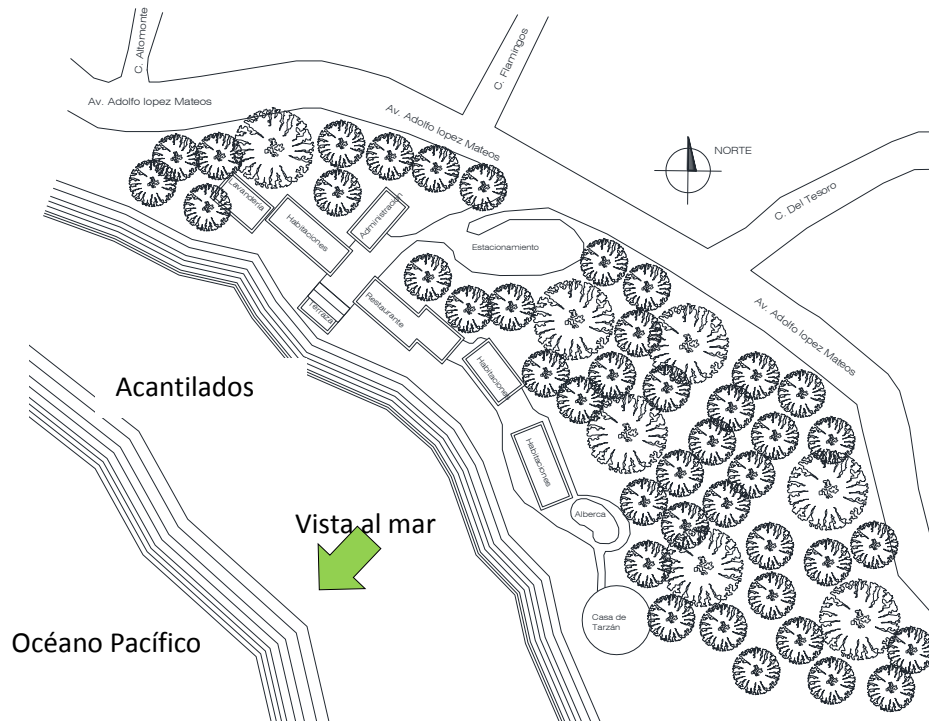 C. Altomonte
C. Flamingos
Av. Adolfo lopez Mateos
Av. Adolfo lopez Mateos
NORTE
C. Del Tesoro
Lavandería
Habitaciones
Administración
Estacionamiento
Terraza
Restaurante
Av. Adolfo lopez Mateos
Habitaciones
Acantilados
Habitaciones
Vista al mar
Alberca
Casa de
Tarzán
Océano Pacífico